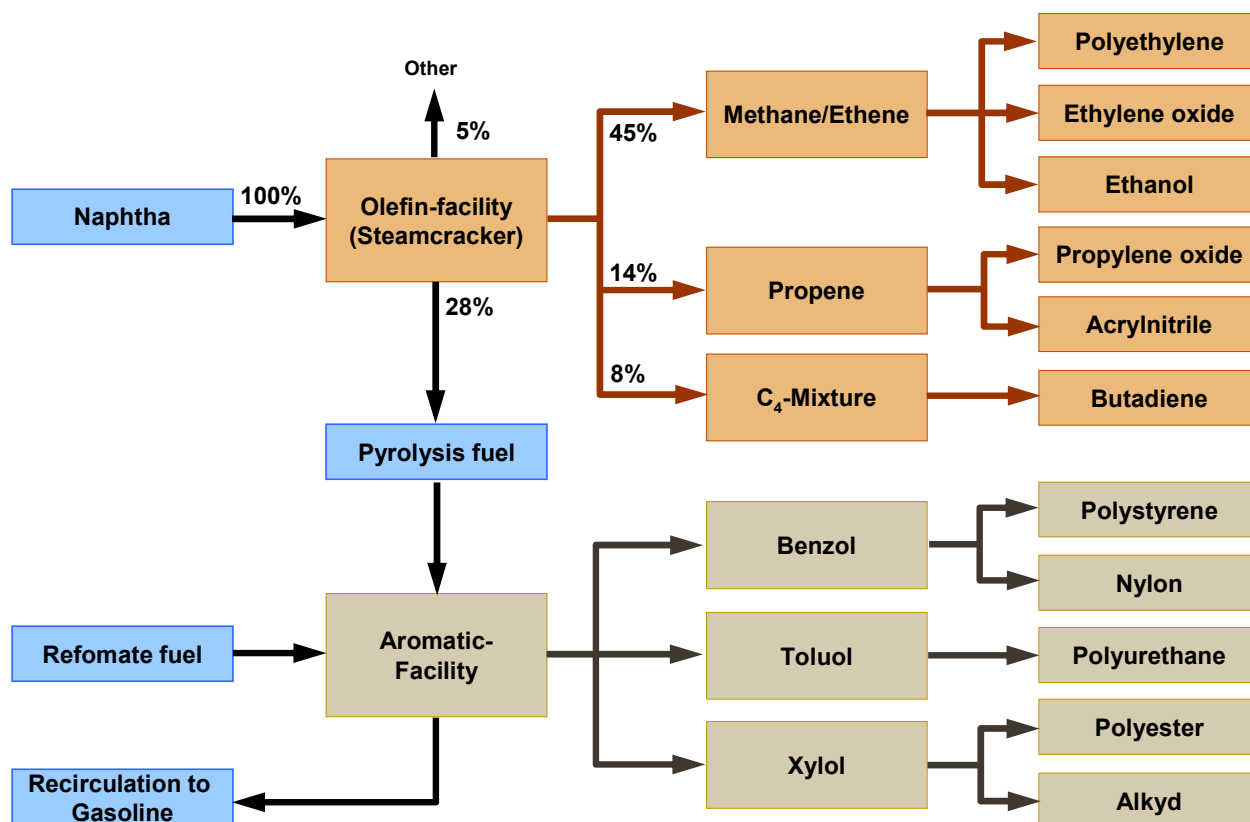 Polyethylene
Other
5%
45%
Methane/Ethene
Ethylene oxide
Naphtha
100%
Olefin-facility
(Steamcracker)
Ethanol
14%
Propene
Propylene oxide
28%
Acrylnitrile
8%
C₄-Mixture
Butadiene
Pyrolysis fuel
Benzol
Polystyrene
Nylon
Refomate fuel
Aromatic-
Facility
Toluol
Polyurethane
Xylol
Polyester
Recirculation to
Gasoline
Alkyd